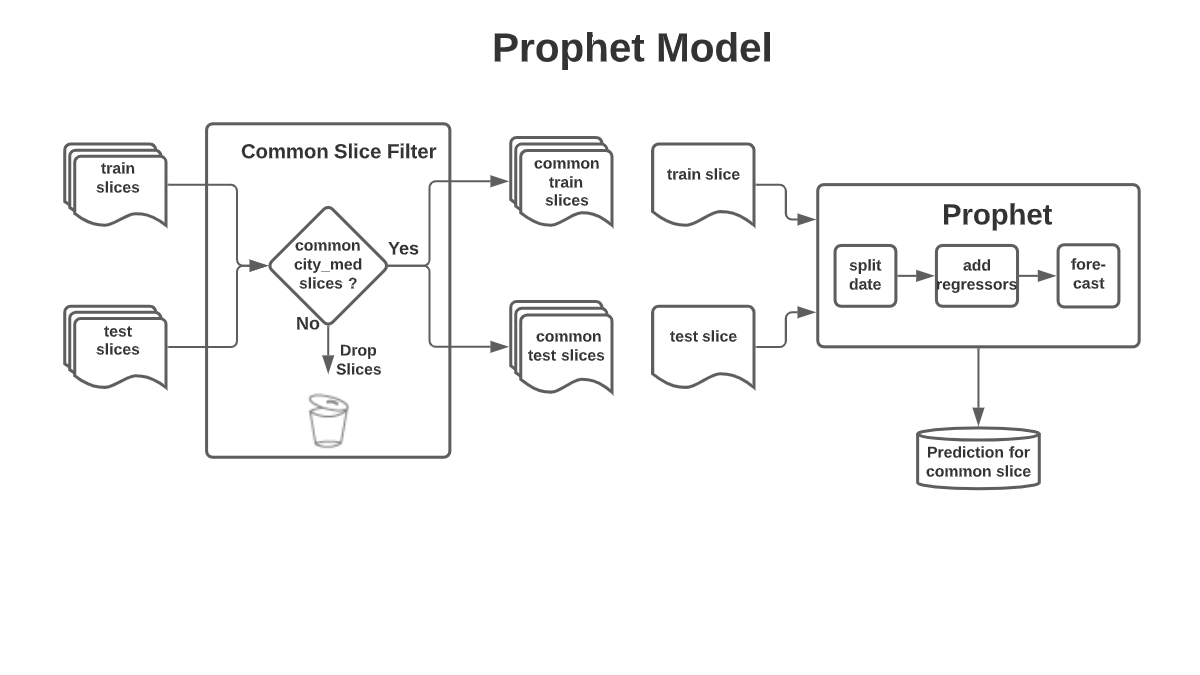 Prophet Model
train
slices
test
slices
Common Slice Filter
common
city_med
slices ?
Yes
No
Drop
Slices
common
train
slices
common
test slices
train slice
test slice
Prophet
split
date
add
regressors
fore-
cast
Prediction for
common slice